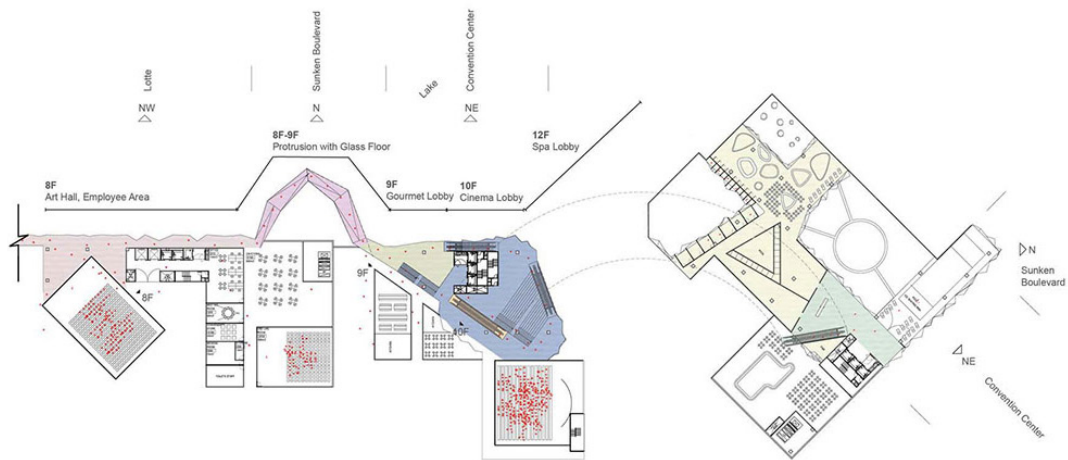 Lotte
Sunken Boulevard
Lake
Convention Center
NW
N
NE
8F-9F
Protrusion with Glass Floor
12F
Spa Lobby
8F
Art Hall, Employee Area
9F
Gourmet Lobby
10F
Cinema Lobby
8F
9F
10F
N
Sunken
Boulevard
NE
Convention Center